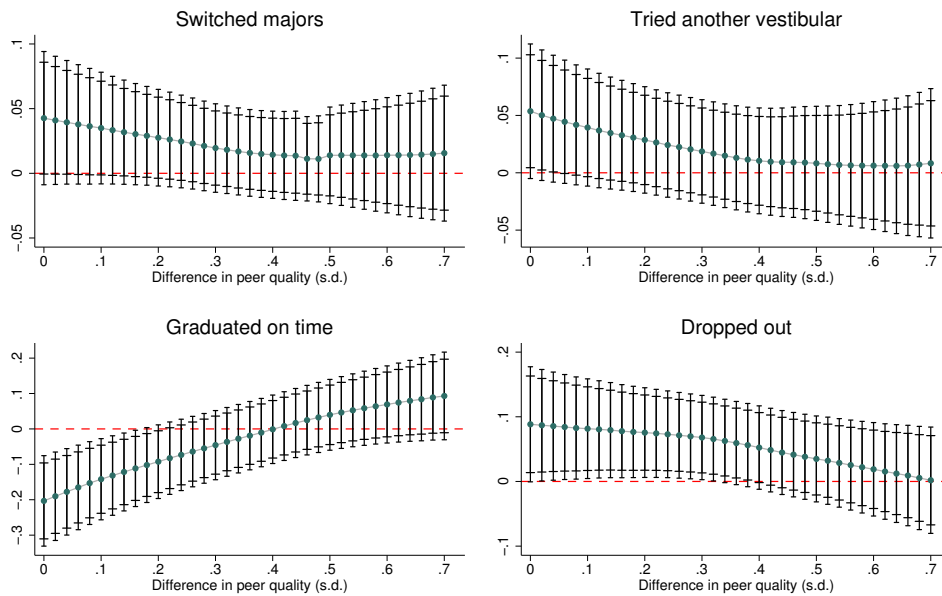 Switched majors
.1
.05
0
-.05
0 .1 .2 .3 .4 .5 .6 .7
Difference in peer quality (s.d.)
Tried another vestibular
.1
.05
0
-.05
0 .1 .2 .3 .4 .5 .6 .7
Difference in peer quality (s.d.)
Graduated on time
.2
.1
0
-.1
-.2
-.3
0 .1 .2 .3 .4 .5 .6 .7
Difference in peer quality (s.d.)
Dropped out
.2
.1
0
-.1
0 .1 .2 .3 .4 .5 .6 .7
Difference in peer quality (s.d.)